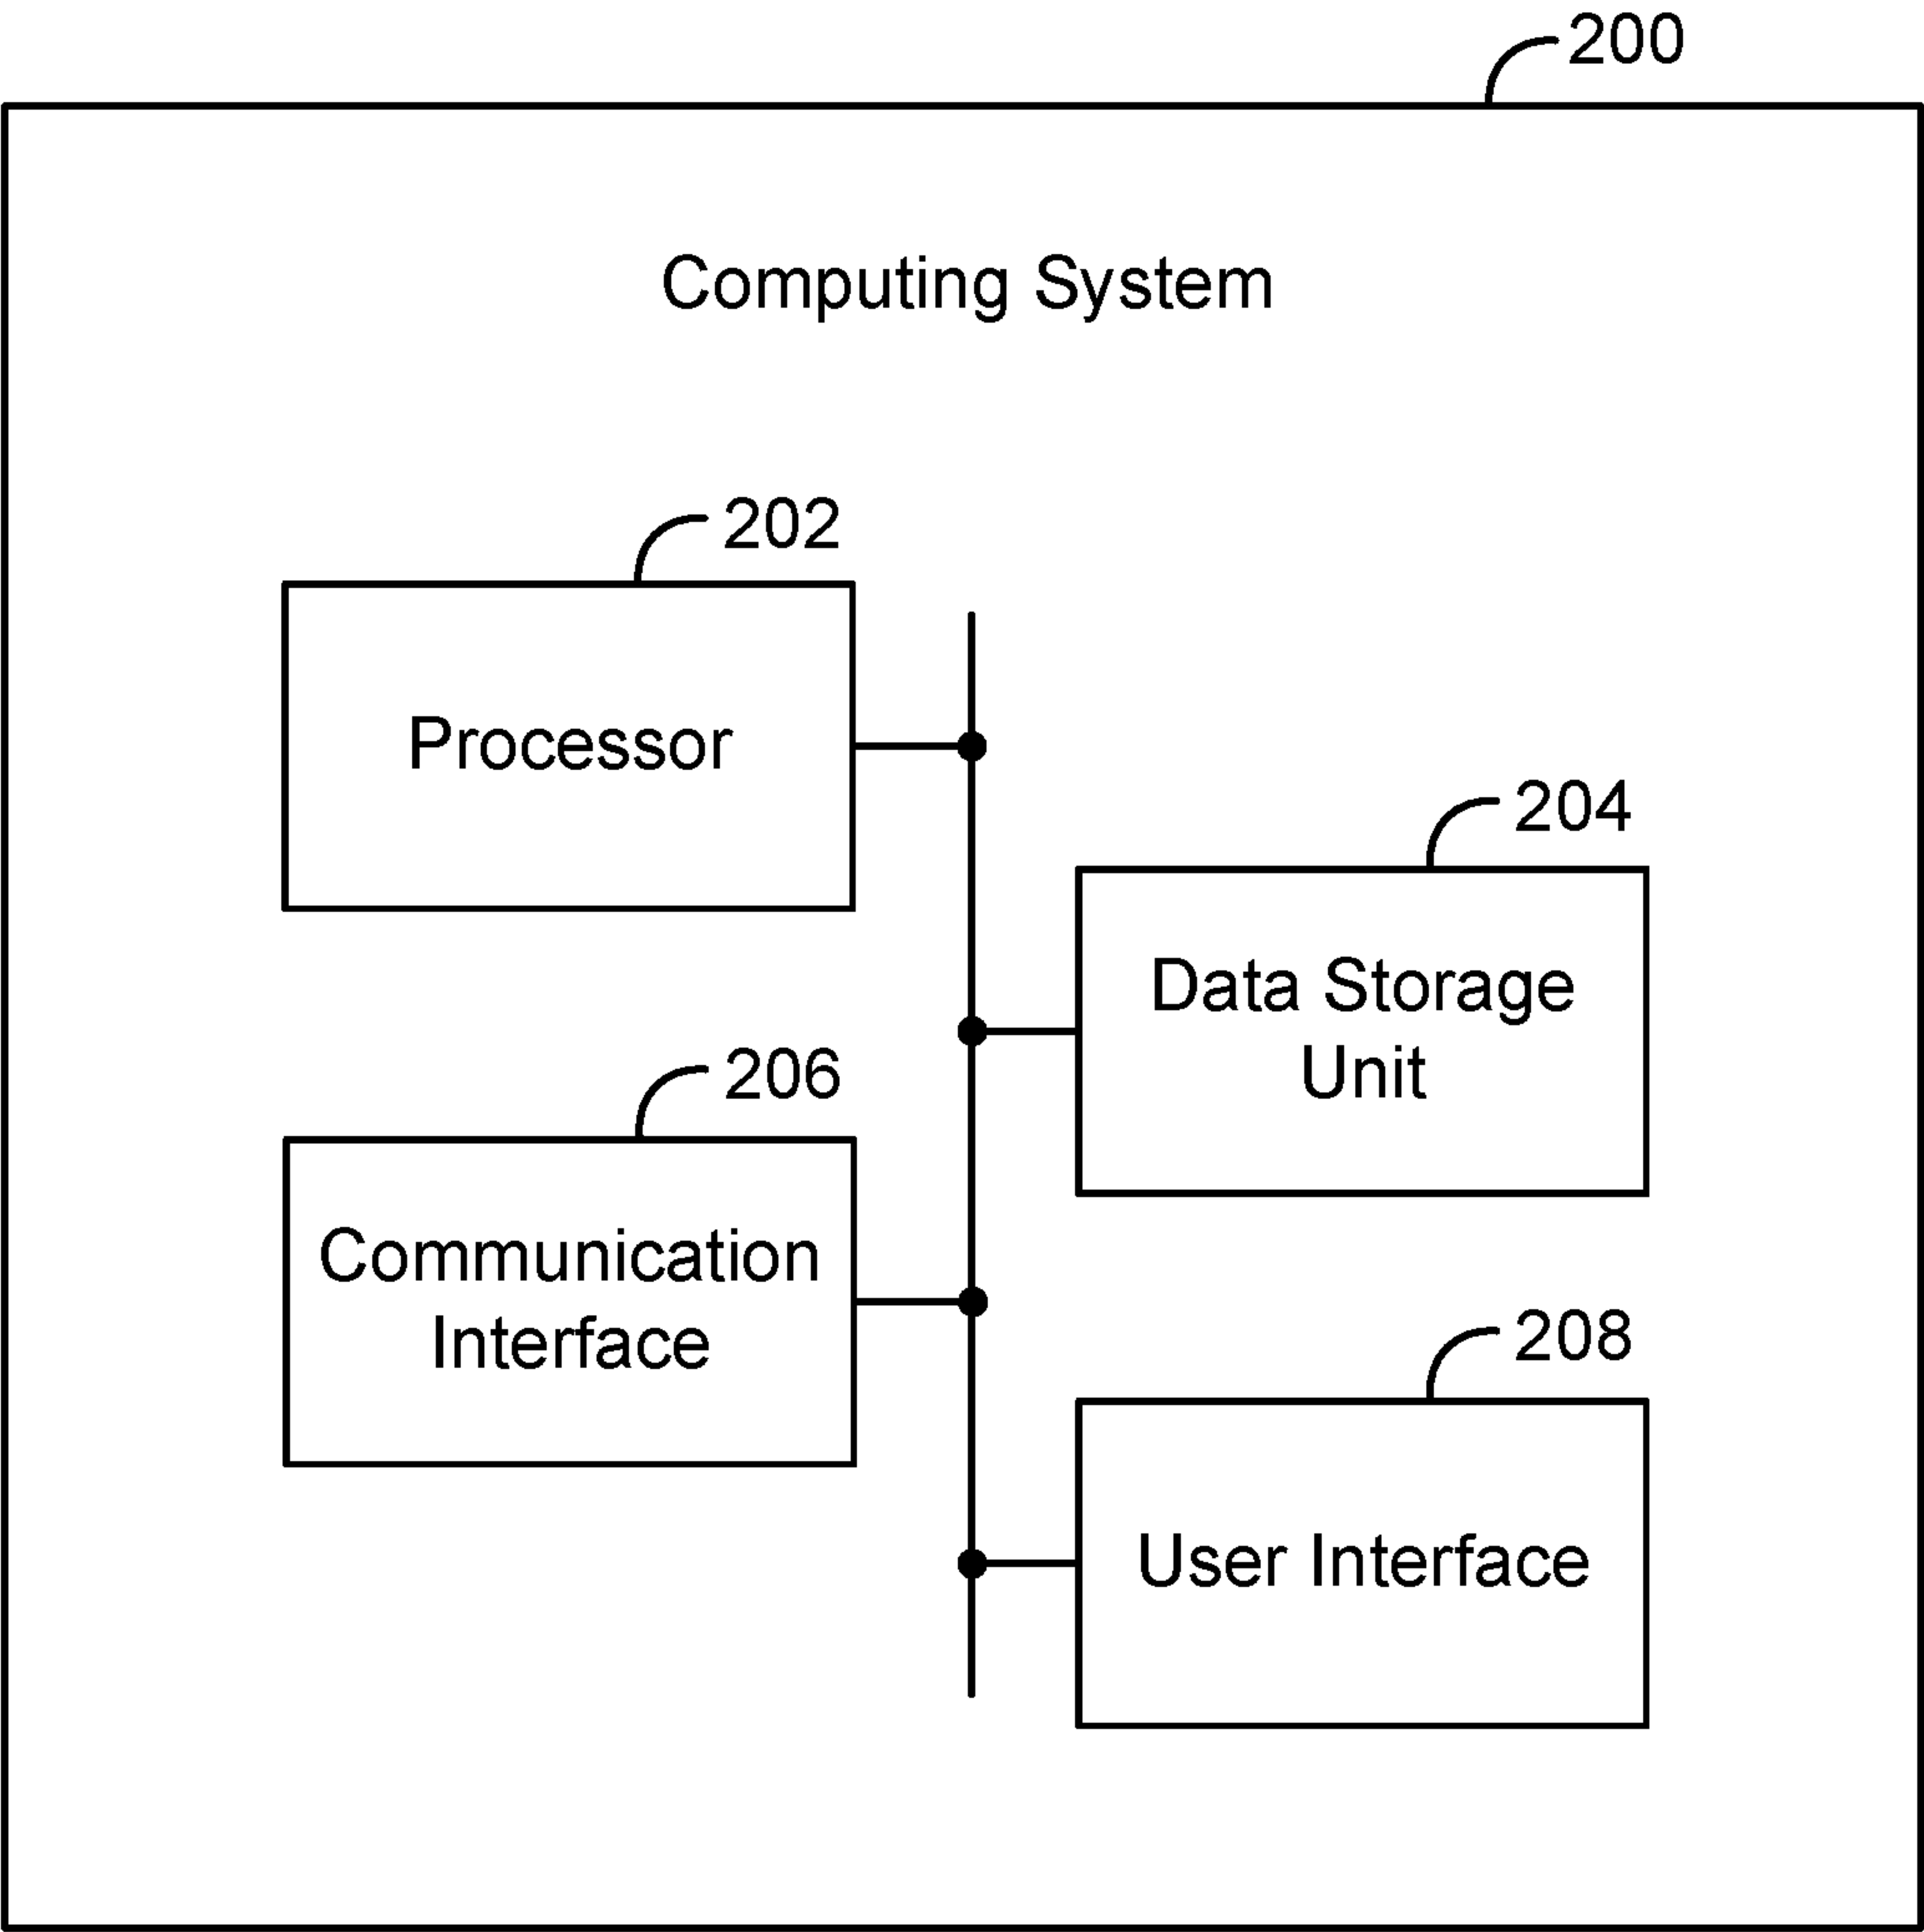 200
Computing System
202
Processor
204
Data Storage
Unit
206
Communication
Interface
208
User Interface